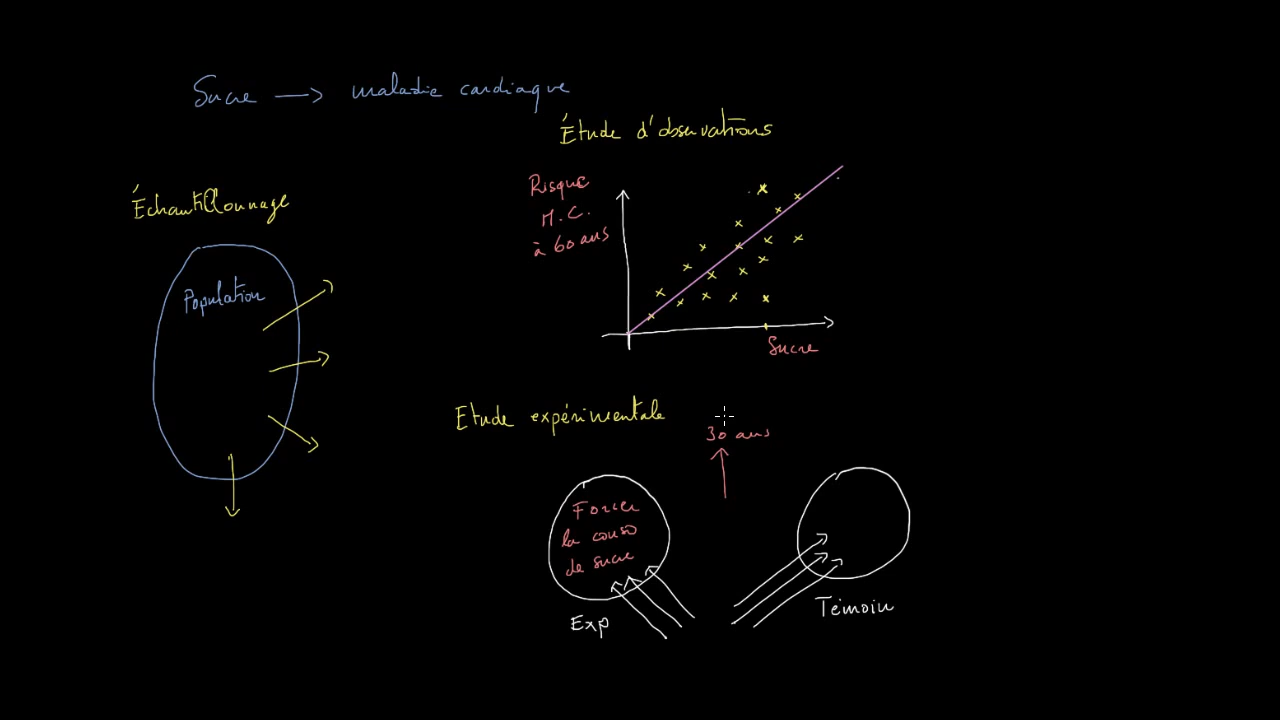 Sucre → maladie cardiaque
Étude d'observations
Échantillonnage
Risque
M.C.
à 60 ans
Population
Sucre
Etude expérimentale
30 ans
Forcer
la conso
de sucre
Exp
Témoin